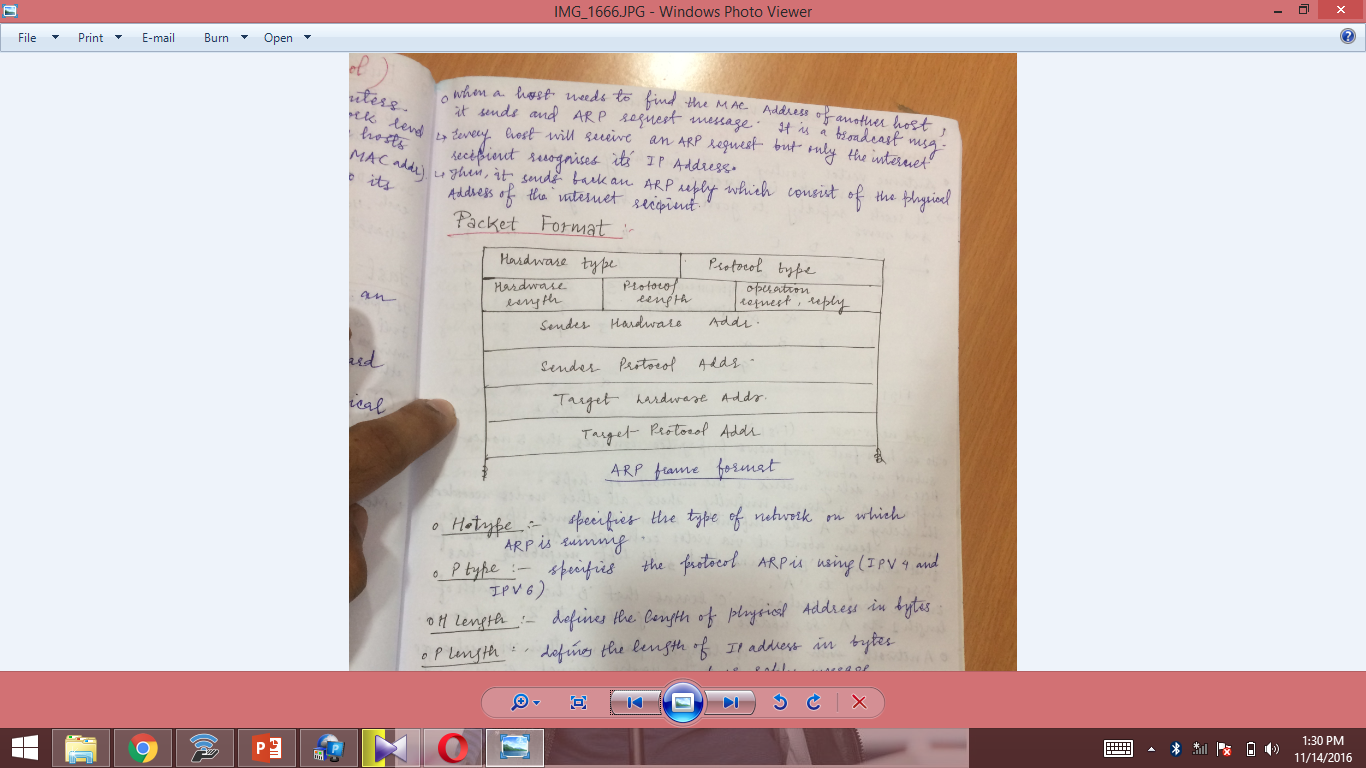 IMG_1666.JPG - Windows Photo Viewer
File Print E-mail Burn Open
ol)
when a host needs to find the MAC Address of another host,
it sends and ARP request message. It is a broadcast msg.
↳ Every host will receive an ARP request but only the internet
recipient recognises its IP Address.
↳ Then, it sends back an ARP reply which consist of the physical
Address of the internet recipient.
hosts
MAC addr)
o its
an
ard
ical
Packet Format :-
Hardware type Protocol type
Hardware length Protocol length operation request, reply
Sender Hardware Addr.
Sender Protocol Addr.
Target Hardware Addr.
Target Protocol Addr
ARP frame format
o H.type :- specifies the type of network on which
ARP is running
o P type :- specifies the protocol ARP is using (IPV4 and
IPV6)
o H Length :- defines the length of physical Address in bytes
o P Length :- defines the length of IP address in bytes
message
1:30 PM
11/14/2016